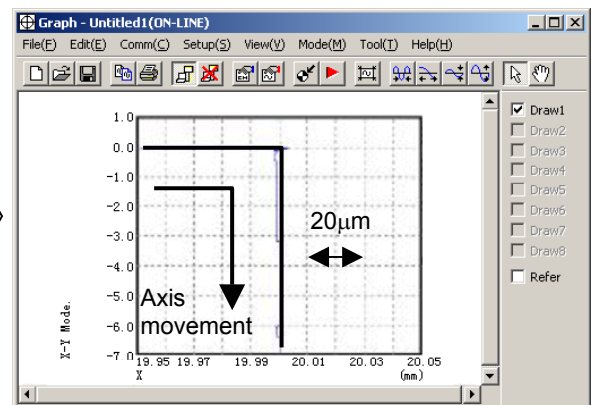 Graph - Untitled1(ON-LINE)
File(F) Edit(E) Comm(C) Setup(S) View(V) Mode(M) Tool(T) Help(H)
Draw1
Draw2
Draw3
Draw4
Draw5
Draw6
Draw7
Draw8
Refer
1.0
0.0
-1.0
-2.0
-3.0
-4.0
-5.0
-6.0
-7.0
20μm
Axis
movement
X-Y Mode.
19.95 19.97 19.99 20.01 20.03 20.05
X (mm)